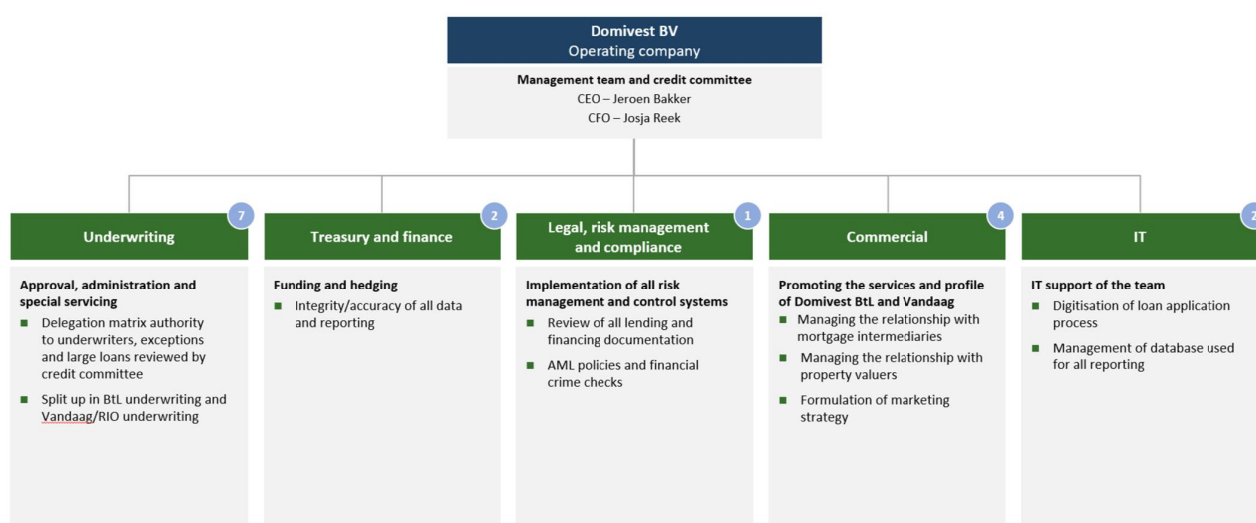 Domivest BV
Operating company
Management team and credit committee
CEO – Jeroen Bakker
CFO – Josja Reek
7
Underwriting
Approval, administration and
special servicing
■ Delegation matrix authority
to underwriters, exceptions
and large loans reviewed by
credit committee
■ Split up in BtL underwriting and
Vandaag/RIO underwriting
2
Treasury and finance
Funding and hedging
■ Integrity/accuracy of all data
and reporting
1
Legal, risk management
and compliance
Implementation of all risk
management and control systems
■ Review of all lending and
financing documentation
■ AML policies and financial
crime checks
4
Commercial
Promoting the services and profile
of Domivest BtL and Vandaag
■ Managing the relationship with
mortgage intermediaries
■ Managing the relationship with
property valuers
■ Formulation of marketing
strategy
2
IT
IT support of the team
■ Digitisation of loan application
process
■ Management of database used
for all reporting